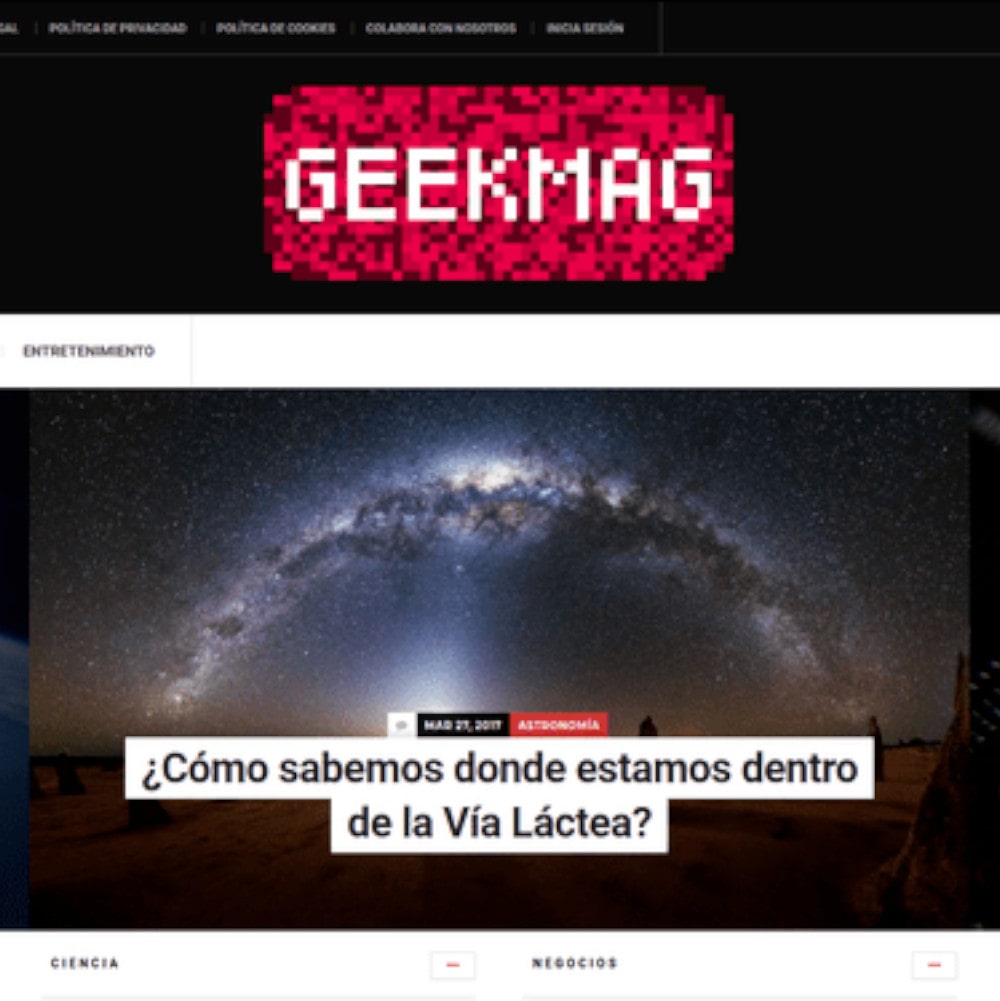 GAL | POLÍTICA DE PRIVACIDAD | POLÍTICA DE COOKIES | COLABORA CON NOSOTROS | INICIA SESIÓN
GEEKMAG
ENTRETENIMIENTO
MAR 27, 2017 ASTRONOMÍA
¿Cómo sabemos donde estamos dentro
de la Vía Láctea?
CIENCIA
NEGOCIOS